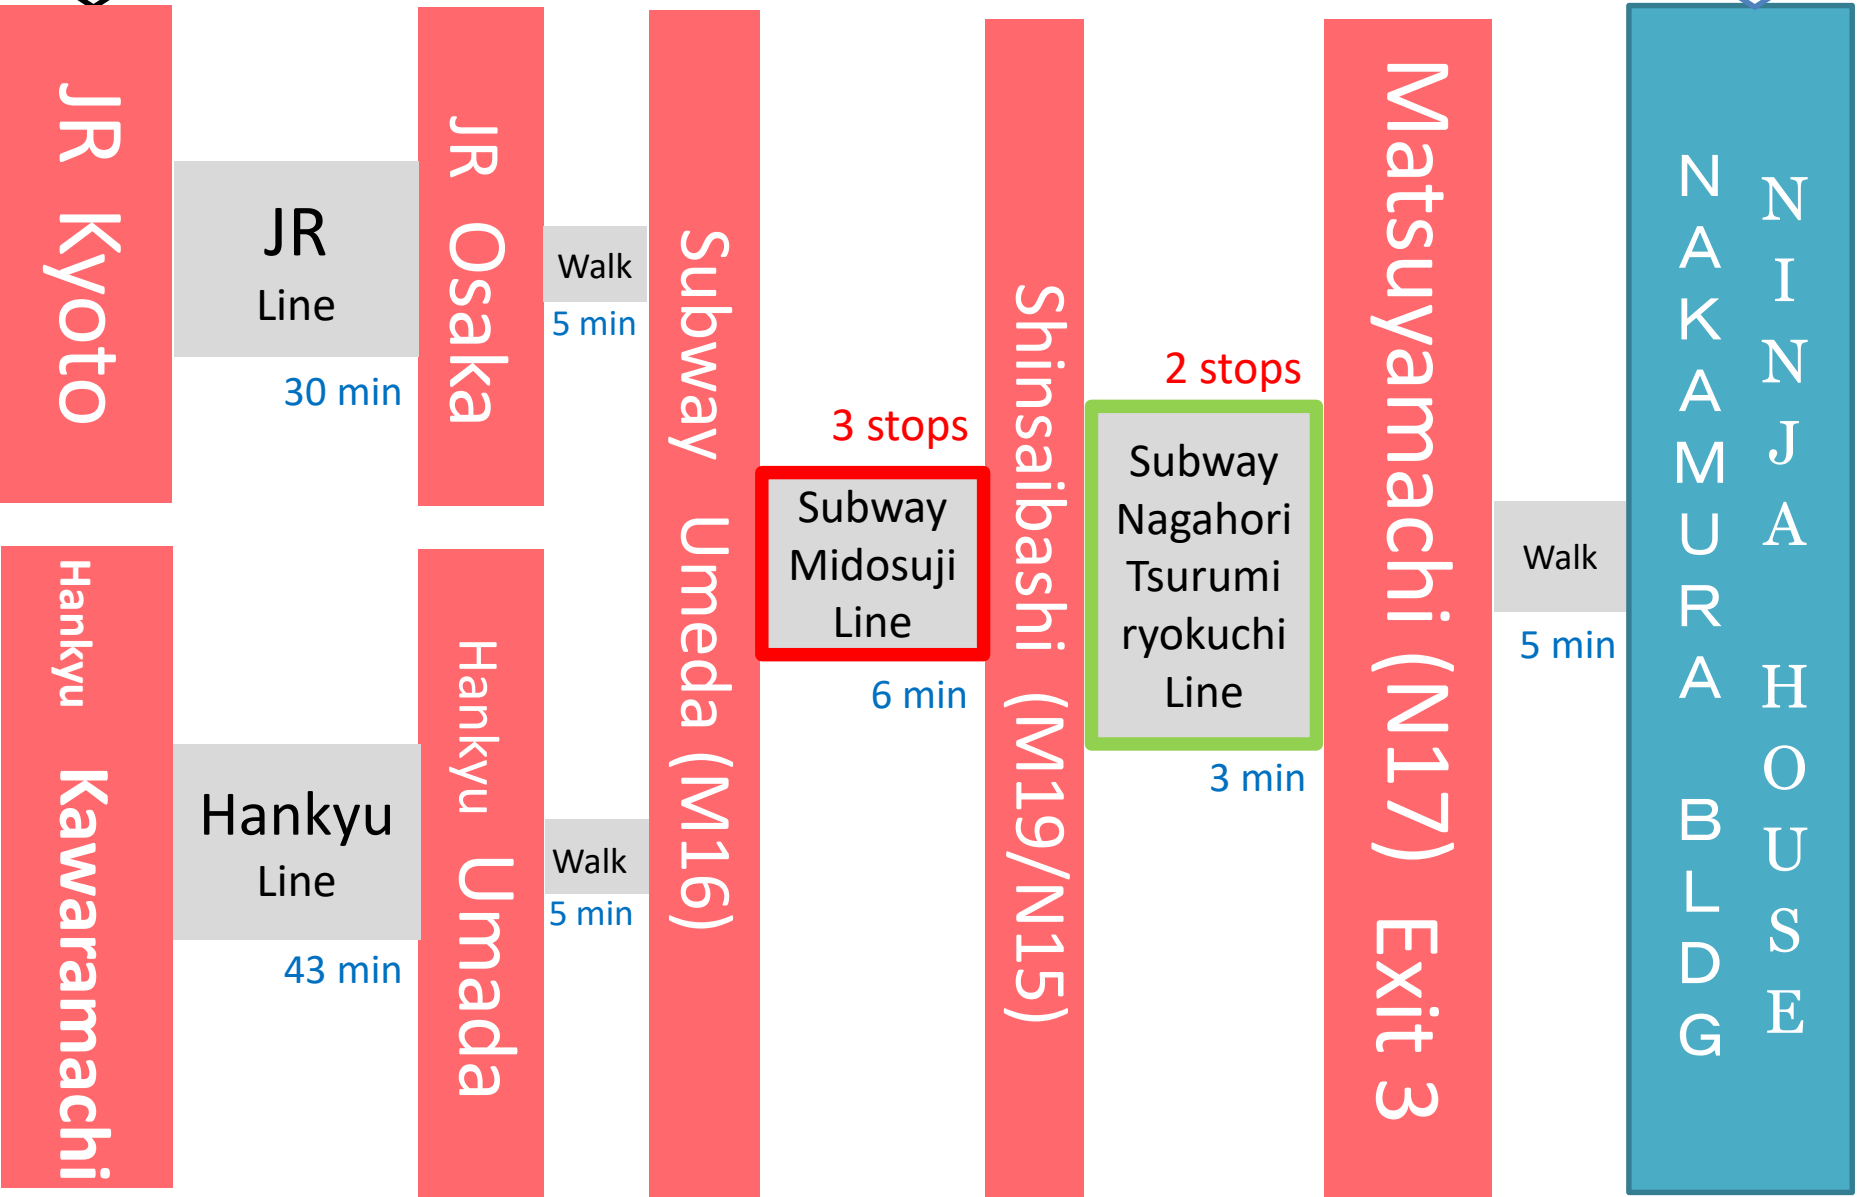 JR Kyoto
JR
Line
30 min
JR Osaka
Walk
5 min
Hankyu Kawaramachi
Hankyu
Line
43 min
Hankyu Umada
Walk
5 min
Subway Umeda (M16)
3 stops
Subway
Midosuji
Line
6 min
Shinsaibashi (M19/N15)
2 stops
Subway
Nagahori
Tsurumi
ryokuchi
Line
3 min
Matsuyamachi (N17) Exit 3
Walk
5 min
NINJA HOUSE
NAKAMURA BLDG